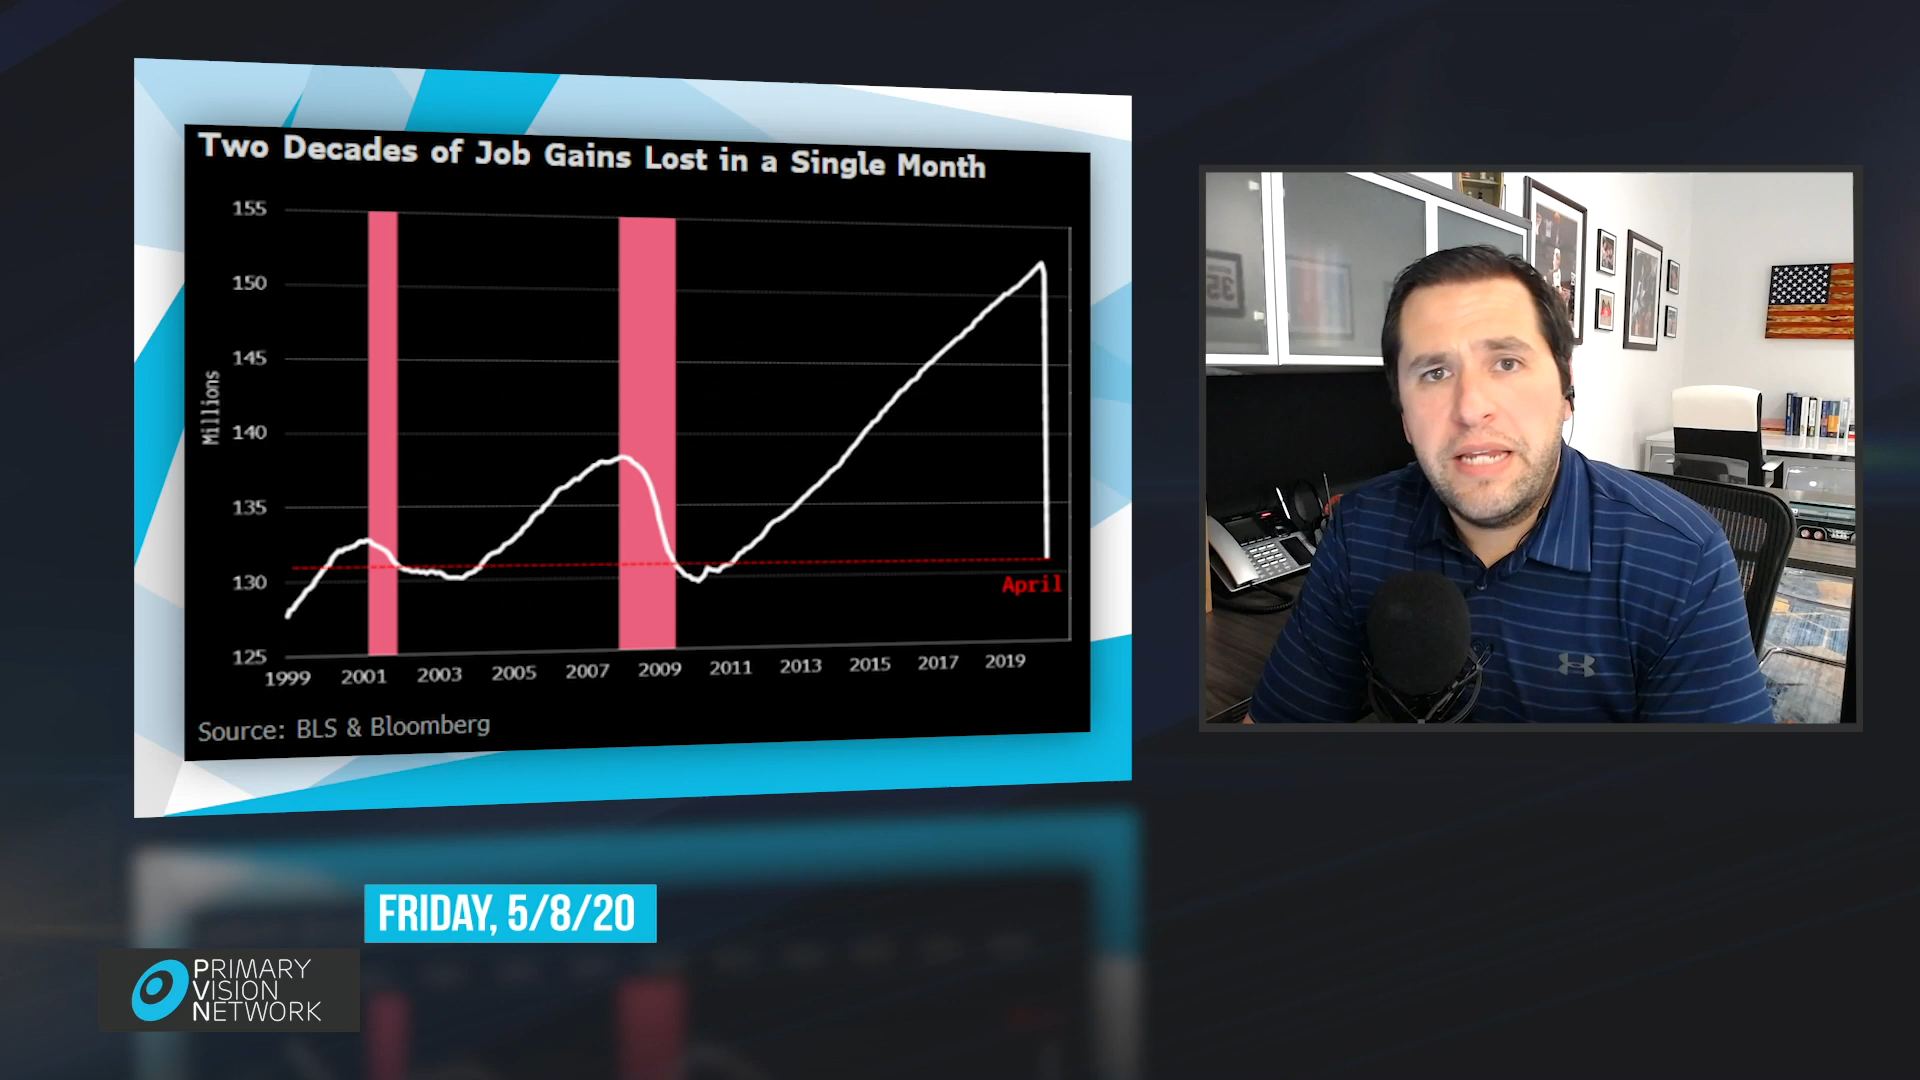 Two Decades of Job Gains Lost in a Single Month
155
150
145
140
135
130
125
Millions
April
1999 2001 2003 2005 2007 2009 2011 2013 2015 2017 2019
Source: BLS & Bloomberg
FRIDAY, 5/8/20
PRIMARY
VISION
NETWORK